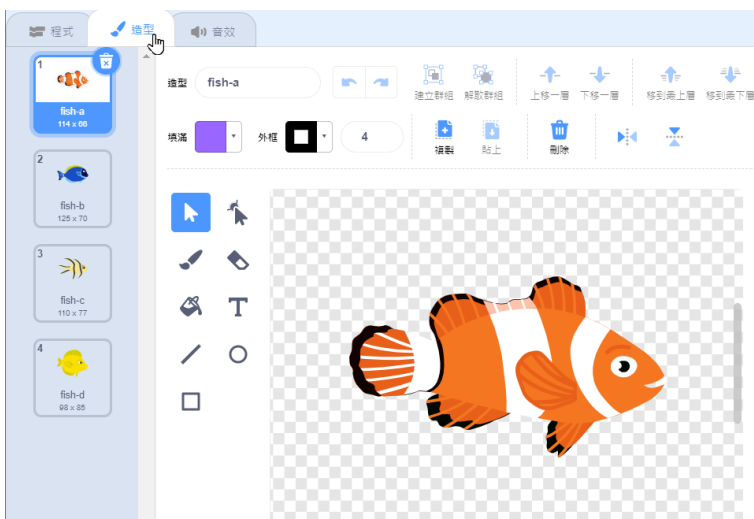 程式
造型
音效
1
fish-a
114 x 66
2
fish-b
125 x 70
3
fish-c
110 x 77
4
fish-d
98 x 85
造型
fish-a
建立群組
解散群組
上移一層
下移一層
移到最上層
移到最下層
填滿
外框
4
複製
貼上
刪除
T